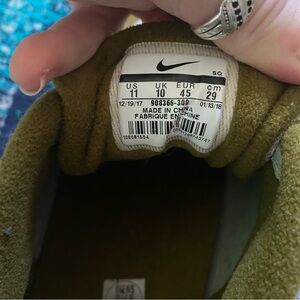 SO
US UK EUR cm
11 10 45 29
12/19/17 908366-300 01/13/18
MADE IN CHINA
FABRIQUE EN CHINE